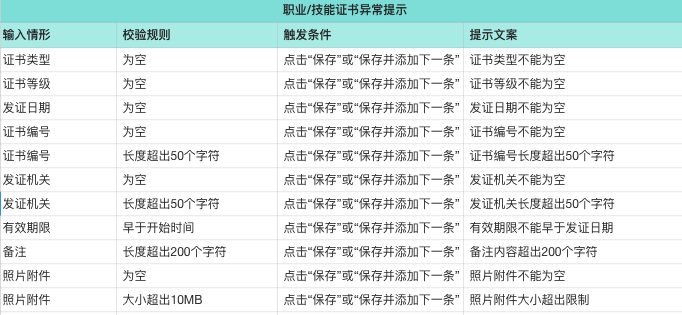 职业/技能证书异常提示
输入情形 校验规则 触发条件 提示文案
证书类型 为空 点击“保存”或“保存并添加下一条” 证书类型不能为空
证书等级 为空 点击“保存”或“保存并添加下一条” 证书等级不能为空
发证日期 为空 点击“保存”或“保存并添加下一条” 发证日期不能为空
证书编号 为空 点击“保存”或“保存并添加下一条” 证书编号不能为空
证书编号 长度超出50个字符 点击“保存”或“保存并添加下一条” 证书编号长度超出50个字符
发证机关 为空 点击“保存”或“保存并添加下一条” 发证机关不能为空
发证机关 长度超出50个字符 点击“保存”或“保存并添加下一条” 发证机关长度超出50个字符
有效期限 早于开始时间 点击“保存”或“保存并添加下一条” 有效期限不能早于发证日期
备注 长度超出200个字符 点击“保存”或“保存并添加下一条” 备注内容超出200个字符
照片附件 为空 点击“保存”或“保存并添加下一条” 照片附件不能为空
照片附件 大小超出10MB 点击“保存”或“保存并添加下一条” 照片附件大小超出限制